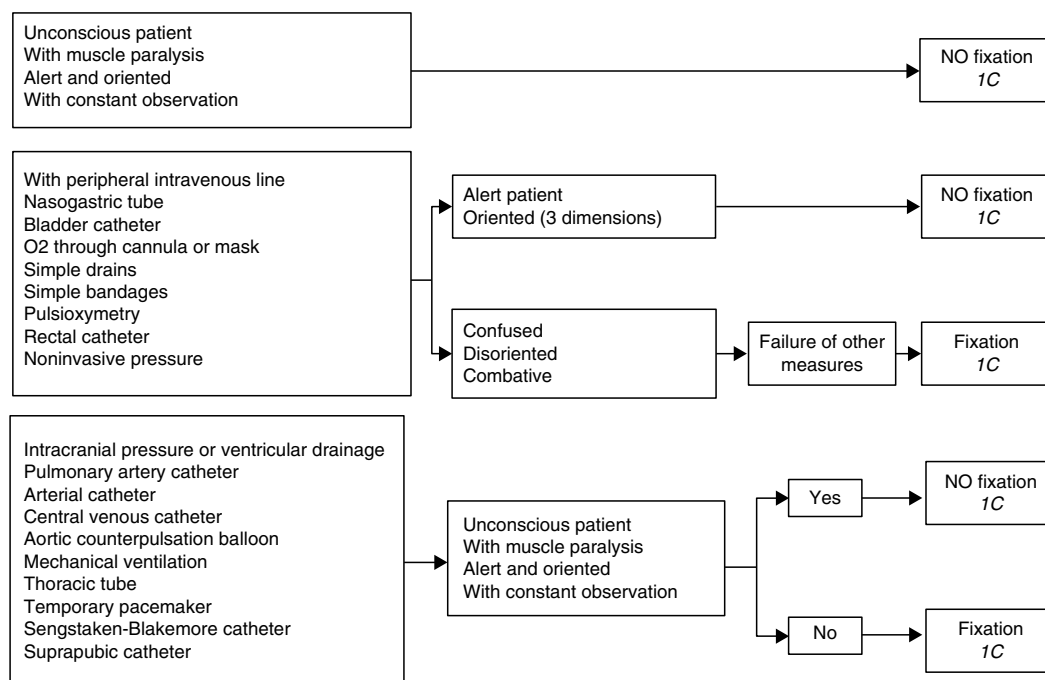 Unconscious patient
With muscle paralysis
Alert and oriented
With constant observation
NO fixation
1C
With peripheral intravenous line
Nasogastric tube
Bladder catheter
O2 through cannula or mask
Simple drains
Simple bandages
Pulsioxymetry
Rectal catheter
Noninvasive pressure
Alert patient
Oriented (3 dimensions)
NO fixation
1C
Confused
Disoriented
Combative
Failure of other
measures
Fixation
1C
Intracranial pressure or ventricular drainage
Pulmonary artery catheter
Arterial catheter
Central venous catheter
Aortic counterpulsation balloon
Mechanical ventilation
Thoracic tube
Temporary pacemaker
Sengstaken-Blakemore catheter
Suprapubic catheter
Unconscious patient
With muscle paralysis
Alert and oriented
With constant observation
Yes
NO fixation
1C
No
Fixation
1C